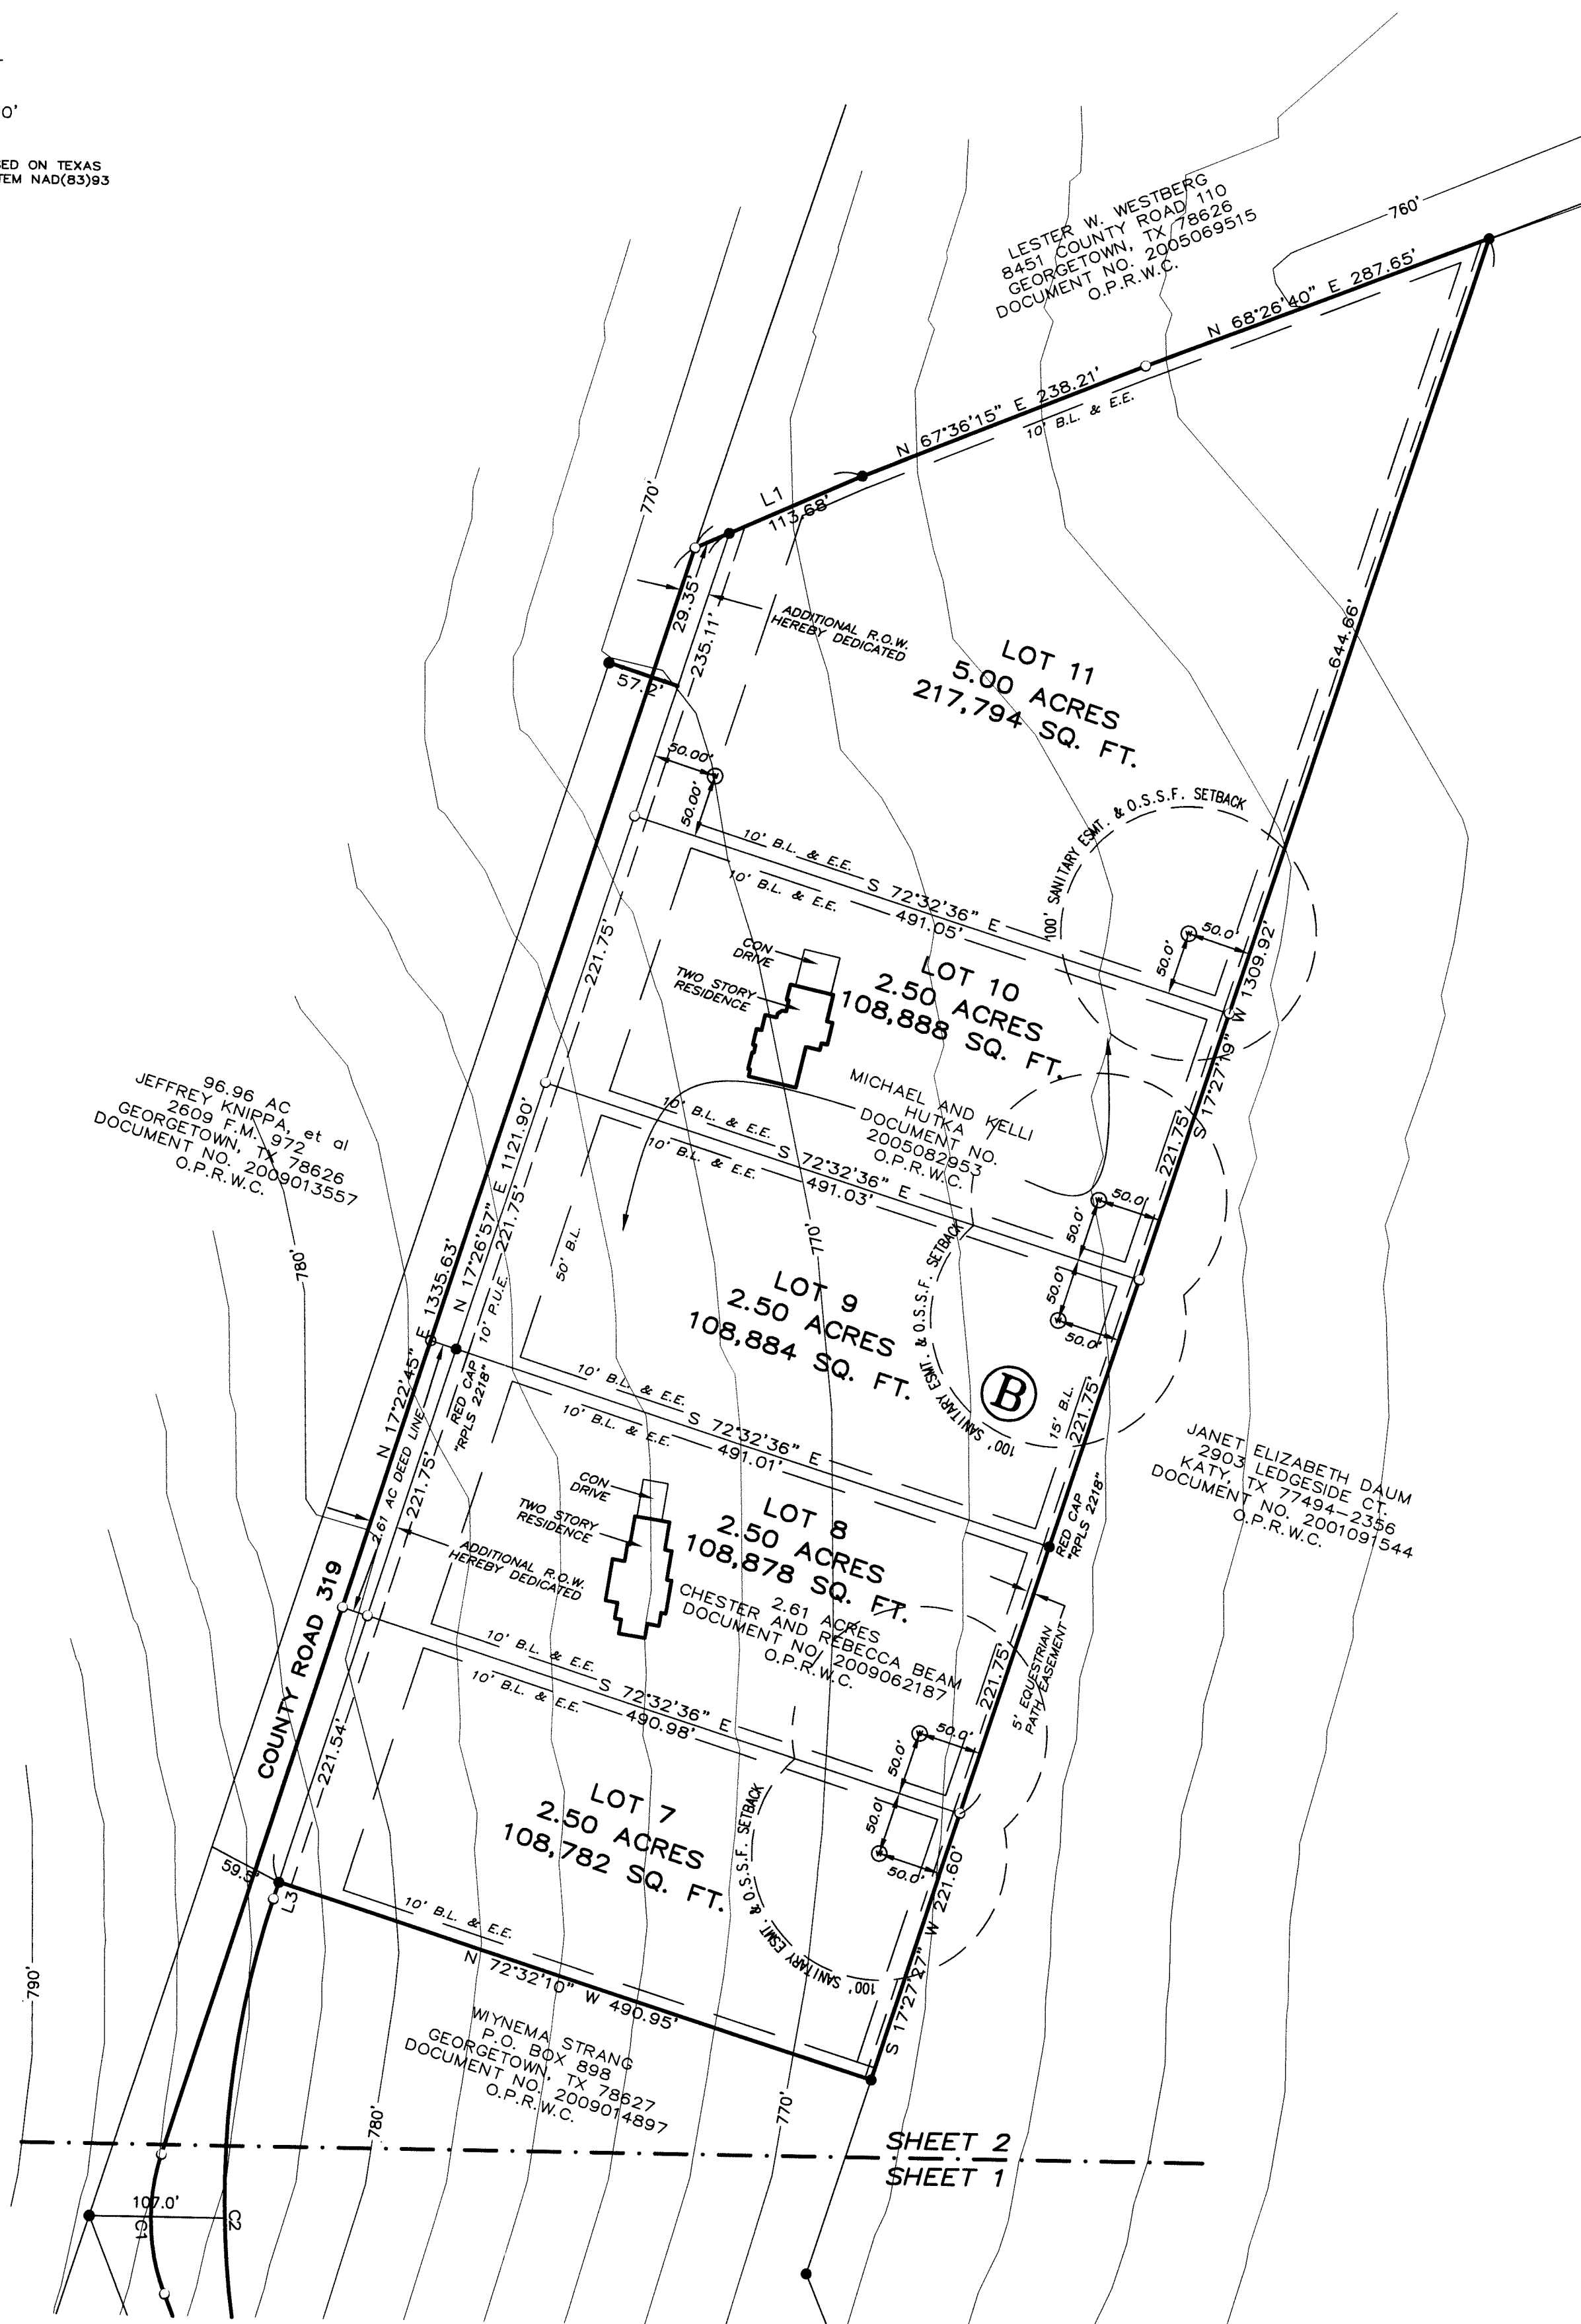 0'
ED ON TEXAS
TEM NAD(83)93
LESTER W. WESTBERG
8451 COUNTY ROAD 110
GEORGETOWN, TX 78626
DOCUMENT NO. 2005069515
O.P.R.W.C.
760'
N 68°26'40" E 287.65'
N 67°36'15" E 238.21'
10' B.L. & E.E.
L1
113.68'
770'
29.35'
235.11'
ADDITIONAL R.O.W.
HEREBY DEDICATED
57.2'
LOT 11
5.00 ACRES
217,794 SQ. FT.
644.66'
50.00'
50.00'
100' SANITARY ESMT. & O.S.S.F. SETBACK
10' B.L. & E.E.
S 72°32'36" E
10' B.L. & E.E.
491.05'
50.0'
50.0'
S 17°27'19" W 1309.92'
221.75'
CON
DRIVE
TWO STORY
RESIDENCE
LOT 10
2.50 ACRES
108,888 SQ. FT.
MICHAEL AND KELLI
HUTKA
DOCUMENT NO.
2005082953
O.P.R.W.C.
221.75'
96.96 AC
JEFFREY KNIPPA, et al
2609 F.M. 972
GEORGETOWN, TX 78626
DOCUMENT NO. 2009013557
O.P.R.W.C.
10' B.L. & E.E.
S 72°32'36" E
10' B.L. & E.E.
491.03'
50.0'
50.0'
50.0'
50.0'
N 17°26'57" E 1121.90'
221.75'
10' P.U.E.
50' B.L.
770'
780'
N 17°22'45" E 1335.63'
LOT 9
2.50 ACRES
108,884 SQ. FT.
100' SANITARY ESMT. & O.S.S.F. SETBACK
B
15' B.L.
221.75'
10' B.L. & E.E.
S 72°32'36" E
10' B.L. & E.E.
491.01'
RED CAP
"RPLS 2218"
RED CAP
"RPLS 2218"
2.61 AC DEED LINE
221.75'
JANET ELIZABETH DAUM
2903 LEDGESIDE CT.
KATY, TX 77494-2356
DOCUMENT NO. 2001091544
O.P.R.W.C.
CON
DRIVE
TWO STORY
RESIDENCE
ADDITIONAL R.O.W.
HEREBY DEDICATED
LOT 8
2.50 ACRES
108,878 SQ. FT.
2.61 ACRES
CHESTER AND REBECCA BEAM
DOCUMENT NO. 2009062187
O.P.R.W.C.
221.75'
5' EQUESTRIAN
PATH EASEMENT
COUNTY ROAD 319
10' B.L. & E.E.
S 72°32'36" E
10' B.L. & E.E.
490.98'
50.0'
50.0'
50.0'
50.0'
221.54'
LOT 7
2.50 ACRES
108,782 SQ. FT.
100' SANITARY ESMT. & O.S.S.F. SETBACK
S 17°27'27" W 221.60'
59.5'
L3
10' B.L. & E.E.
N 72°32'10" W 490.95'
790'
WIYNEMA STRANG
P.O. BOX 898
GEORGETOWN, TX 78627
DOCUMENT NO. 2009014897
O.P.R.W.C.
780'
770'
SHEET 2
SHEET 1
107.0'
C1
C2